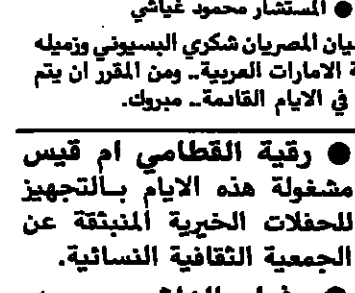 ● المستشار محمود غياشي
يان المصريان شكري البسيوني وزميله
ة الامارات العربية.. ومن المقرر ان يتم
في الايام القادمة.. مبروك.
● رقية القطامي ام قيس
مشغولة هذه الايام بالتجهيز
للحفلات الخيرية المنبثقة عن
الجمعية الثقافية النسائية.